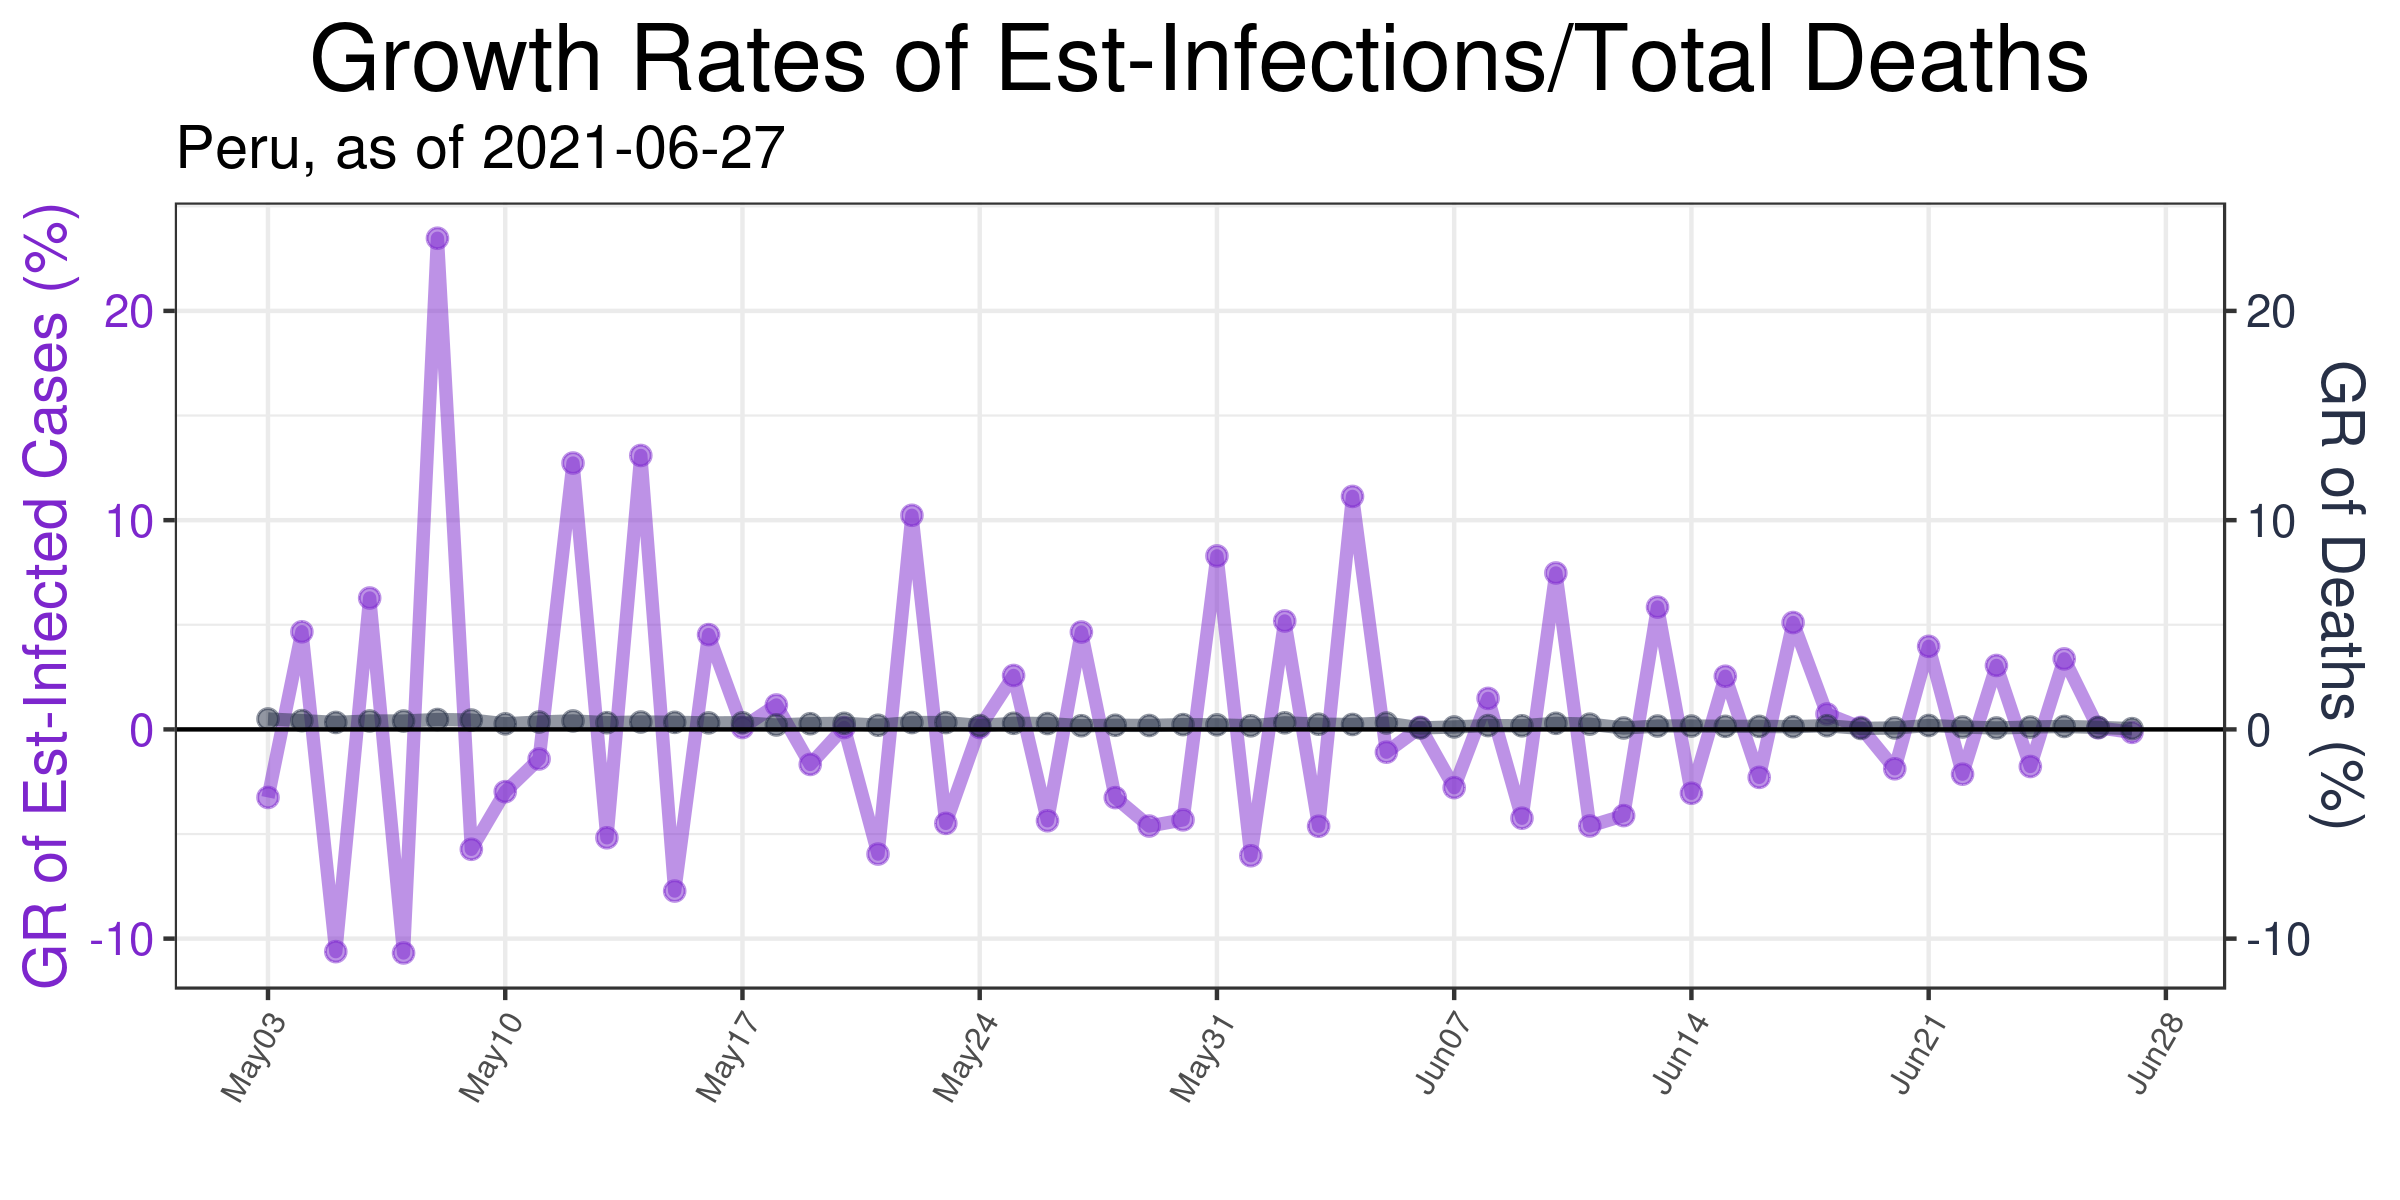 Growth Rates of Est-Infections/Total Deaths
Peru, as of 2021-06-27
GR of Est-Infected Cases (%)
20
10
0
-10
20
10
0
-10
GR of Deaths (%)
May03
May10
May17
May24
May31
Jun07
Jun14
Jun21
Jun28